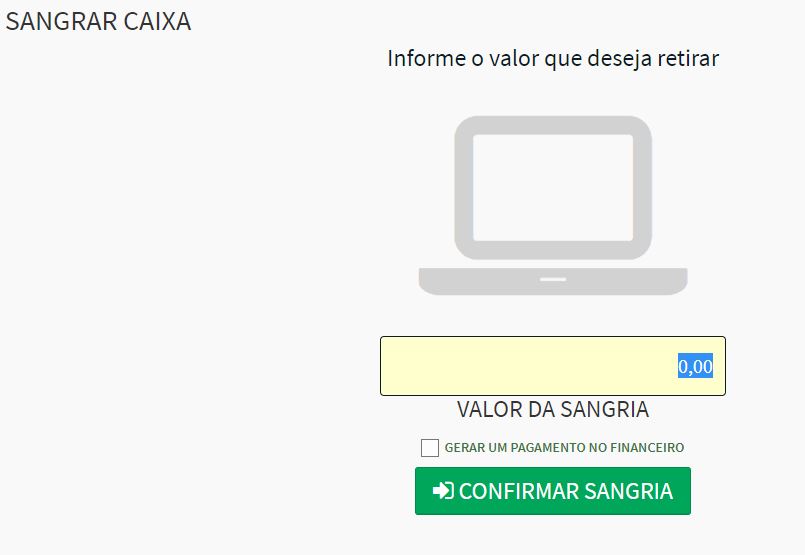 SANGRAR CAIXA
Informe o valor que deseja retirar
0,00
VALOR DA SANGRIA
GERAR UM PAGAMENTO NO FINANCEIRO
CONFIRMAR SANGRIA